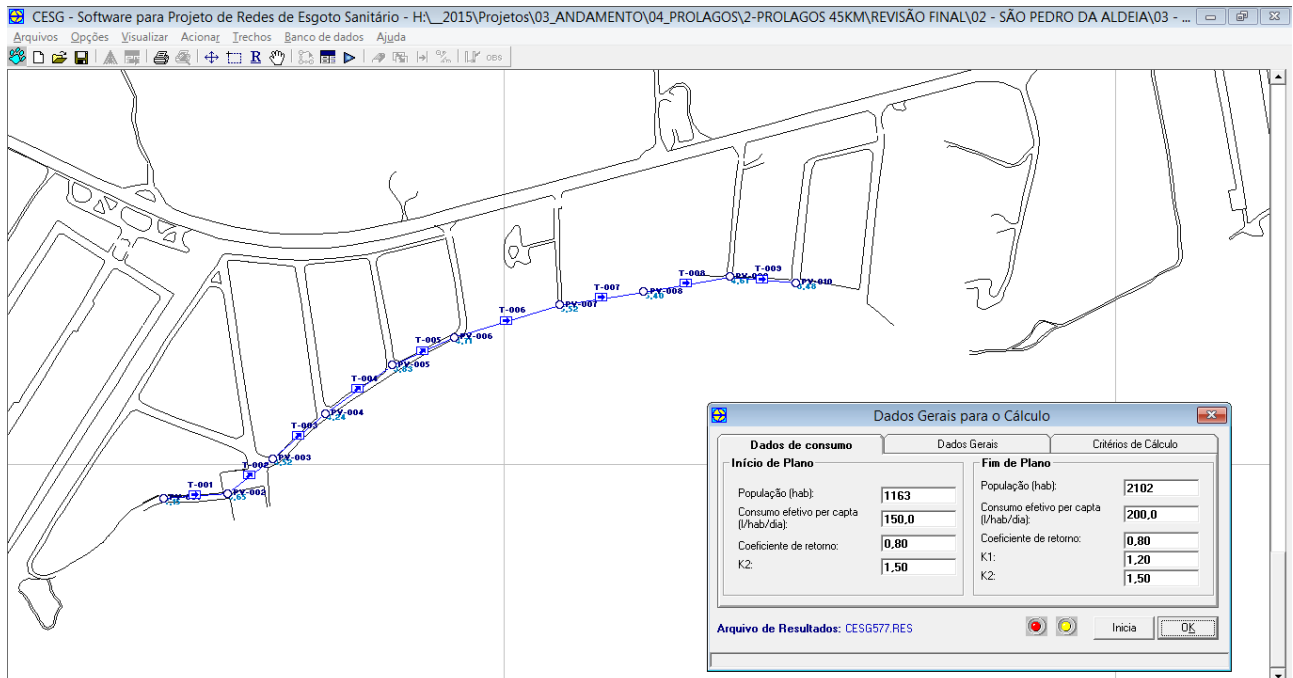 CESG - Software para Projeto de Redes de Esgoto Sanitário - H:\__2015\Projetos\03_ANDAMENTO\04_PROLAGOS\2-PROLAGOS 45KM\REVISÃO FINAL\02 - SÃO PEDRO DA ALDEIA\03 - ...
Arquivos Opções Visualizar Acionar Trechos Banco de dados Ajuda
R OBS
T-009
T-008
PV-010
T-007
PV-008
5,40
PV-007
T-006
PV-006
T-005
PV-005
T-004
PV-004
T-003
PV-003
T-002
T-001
PV-002
Dados Gerais para o Cálculo
Dados de consumo Dados Gerais Critérios de Cálculo
Início de Plano Fim de Plano
População (hab): 1163 População (hab): 2102
Consumo efetivo per capta (l/hab/dia): 150,0 Consumo efetivo per capta (l/hab/dia): 200,0
Coeficiente de retorno: 0,80 Coeficiente de retorno: 0,80
K2: 1,50 K1: 1,20
K2: 1,50
Arquivo de Resultados: CESG577.RES Inicia OK